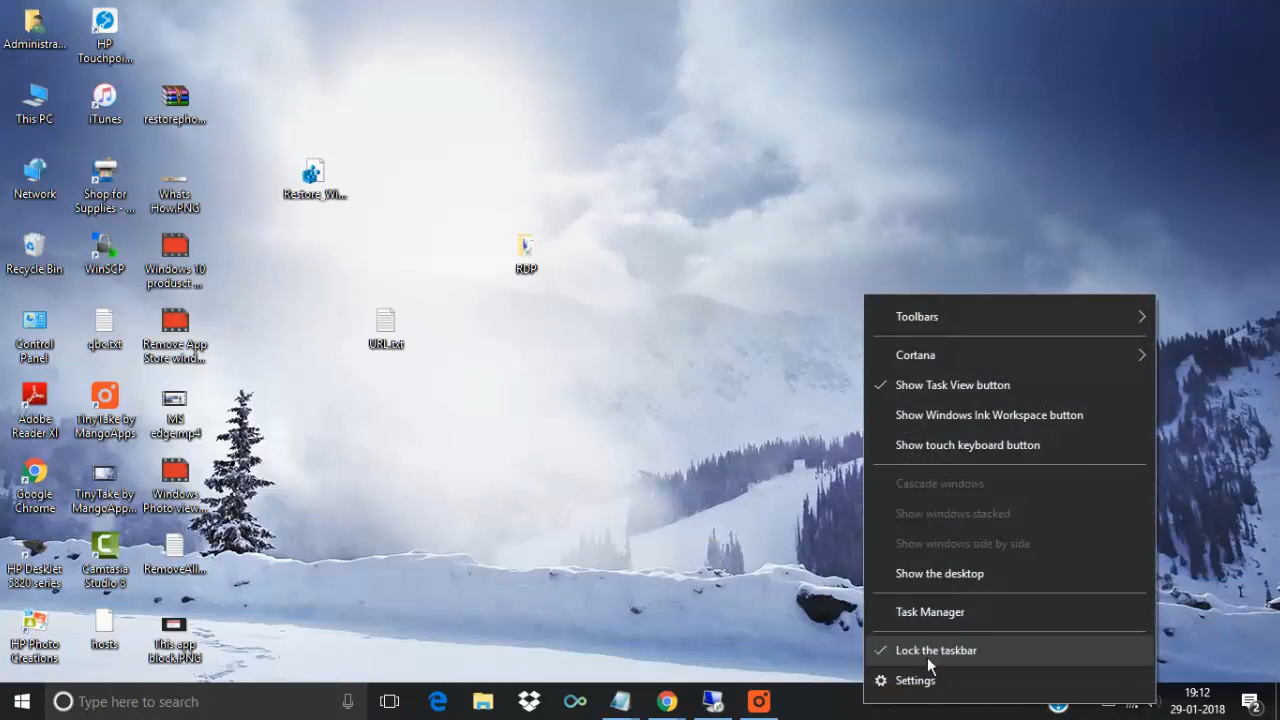 Administra...
HP
Touchpoi...
This PC
iTunes
restorepho...
Network
Shop for
Supplies - ...
Whats
How.PNG
Restore_Wi...
Recycle Bin
WinSCP
Windows 10
producct ...
RDP
Control
Panel
qbc.txt
Remove App
Store wind...
URL.txt
Adobe
Reader XI
TinyTake by
MangoApps
MS
edge.mp4
Google
Chrome
TinyTake by
MangoApp...
Windows
Photo view...
HP DeskJet
5820 series
Camtasia
Studio 8
RemoveAll...
HP Photo
Creations
hosts
This app
block.PNG
Toolbars
Cortana
Show Task View button
Show Windows Ink Workspace button
Show touch keyboard button
Cascade windows
Show windows stacked
Show windows side by side
Show the desktop
Task Manager
Lock the taskbar
Settings
Type here to search
19:12
29-01-2018
2